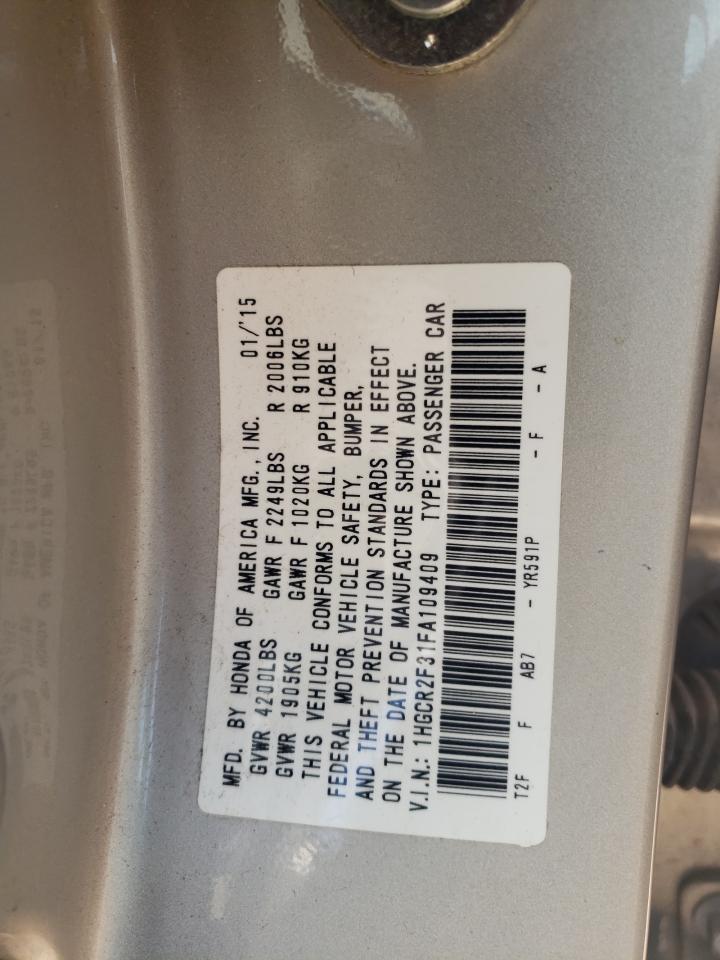 MFD. BY HONDA OF AMERICA MFG., INC. 01/'15
GVWR 4200LBS GAWR F 2249LBS R 2006LBS
GVWR 1905KG GAWR F 1020KG R 910KG
THIS VEHICLE CONFORMS TO ALL APPLICABLE
FEDERAL MOTOR VEHICLE SAFETY, BUMPER,
AND THEFT PREVENTION STANDARDS IN EFFECT
ON THE DATE OF MANUFACTURE SHOWN ABOVE.
V.I.N.: 1HGCR2F31FA109409 TYPE: PASSENGER CAR
T2F F AB7 - YR591P - F - A